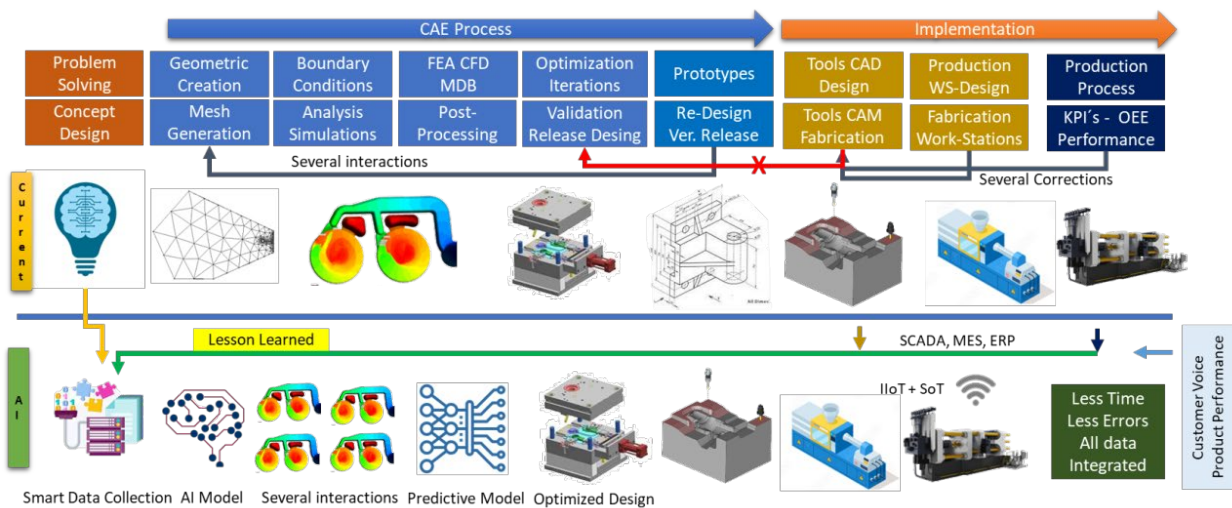 CAE Process
Implementation
Problem
Solving
Geometric
Creation
Boundary
Conditions
FEA CFD
MDB
Optimization
Iterations
Prototypes
Tools CAD
Design
Production
WS-Design
Production
Process
Concept
Design
Mesh
Generation
Analysis
Simulations
Post-
Processing
Validation
Release Desing
Re-Design
Ver. Release
Tools CAM
Fabrication
Fabrication
Work-Stations
KPI´s - OEE
Performance
Several interactions
X
Several Corrections
Current
Lesson Learned
SCADA, MES, ERP
AI
IIoT + SoT
Less Time
Less Errors
All data
Integrated
Customer Voice
Product Performance
Smart Data Collection
AI Model
Several interactions
Predictive Model
Optimized Design